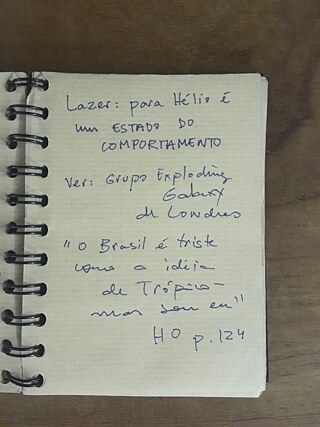 Lazer: para Hélio é
um ESTADO DO
COMPORTAMENTO
Ver: Grupo Exploding
Galaxy
de Londres
"O Brasil é triste
como a idéia
de Trópico -
mas sou eu"
HO p. 124